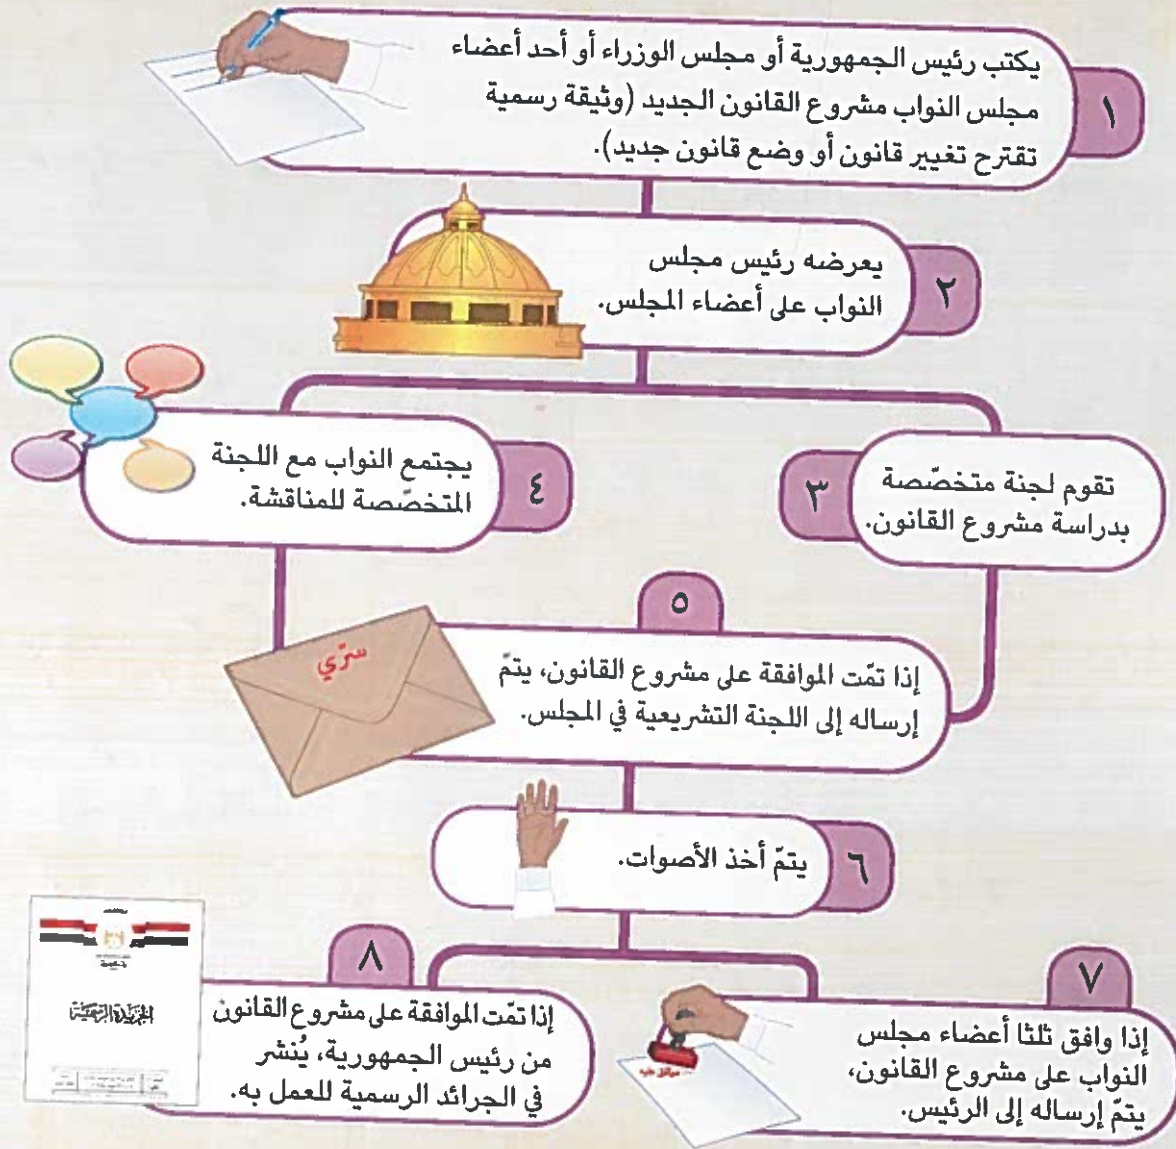 ١
يكتب رئيس الجمهورية أو مجلس الوزراء أو أحد أعضاء
مجلس النواب مشروع القانون الجديد (وثيقة رسمية
تقترح تغيير قانون أو وضع قانون جديد).
٢
يعرضه رئيس مجلس
النواب على أعضاء المجلس.
٣
تقوم لجنة متخصّصة
بدراسة مشروع القانون.
٤
يجتمع النواب مع اللجنة
المتخصّصة للمناقشة.
٥
إذا تمّت الموافقة على مشروع القانون، يتمّ
إرساله إلى اللجنة التشريعية في المجلس.
سرّي
٦
يتمّ أخذ الأصوات.
٧
إذا وافق ثلثا أعضاء مجلس
النواب على مشروع القانون،
يتمّ إرساله إلى الرئيس.
موافق عليه
٨
إذا تمّت الموافقة على مشروع القانون
من رئيس الجمهورية، يُنشر
في الجرائد الرسمية للعمل به.
الجريدة الرسمية